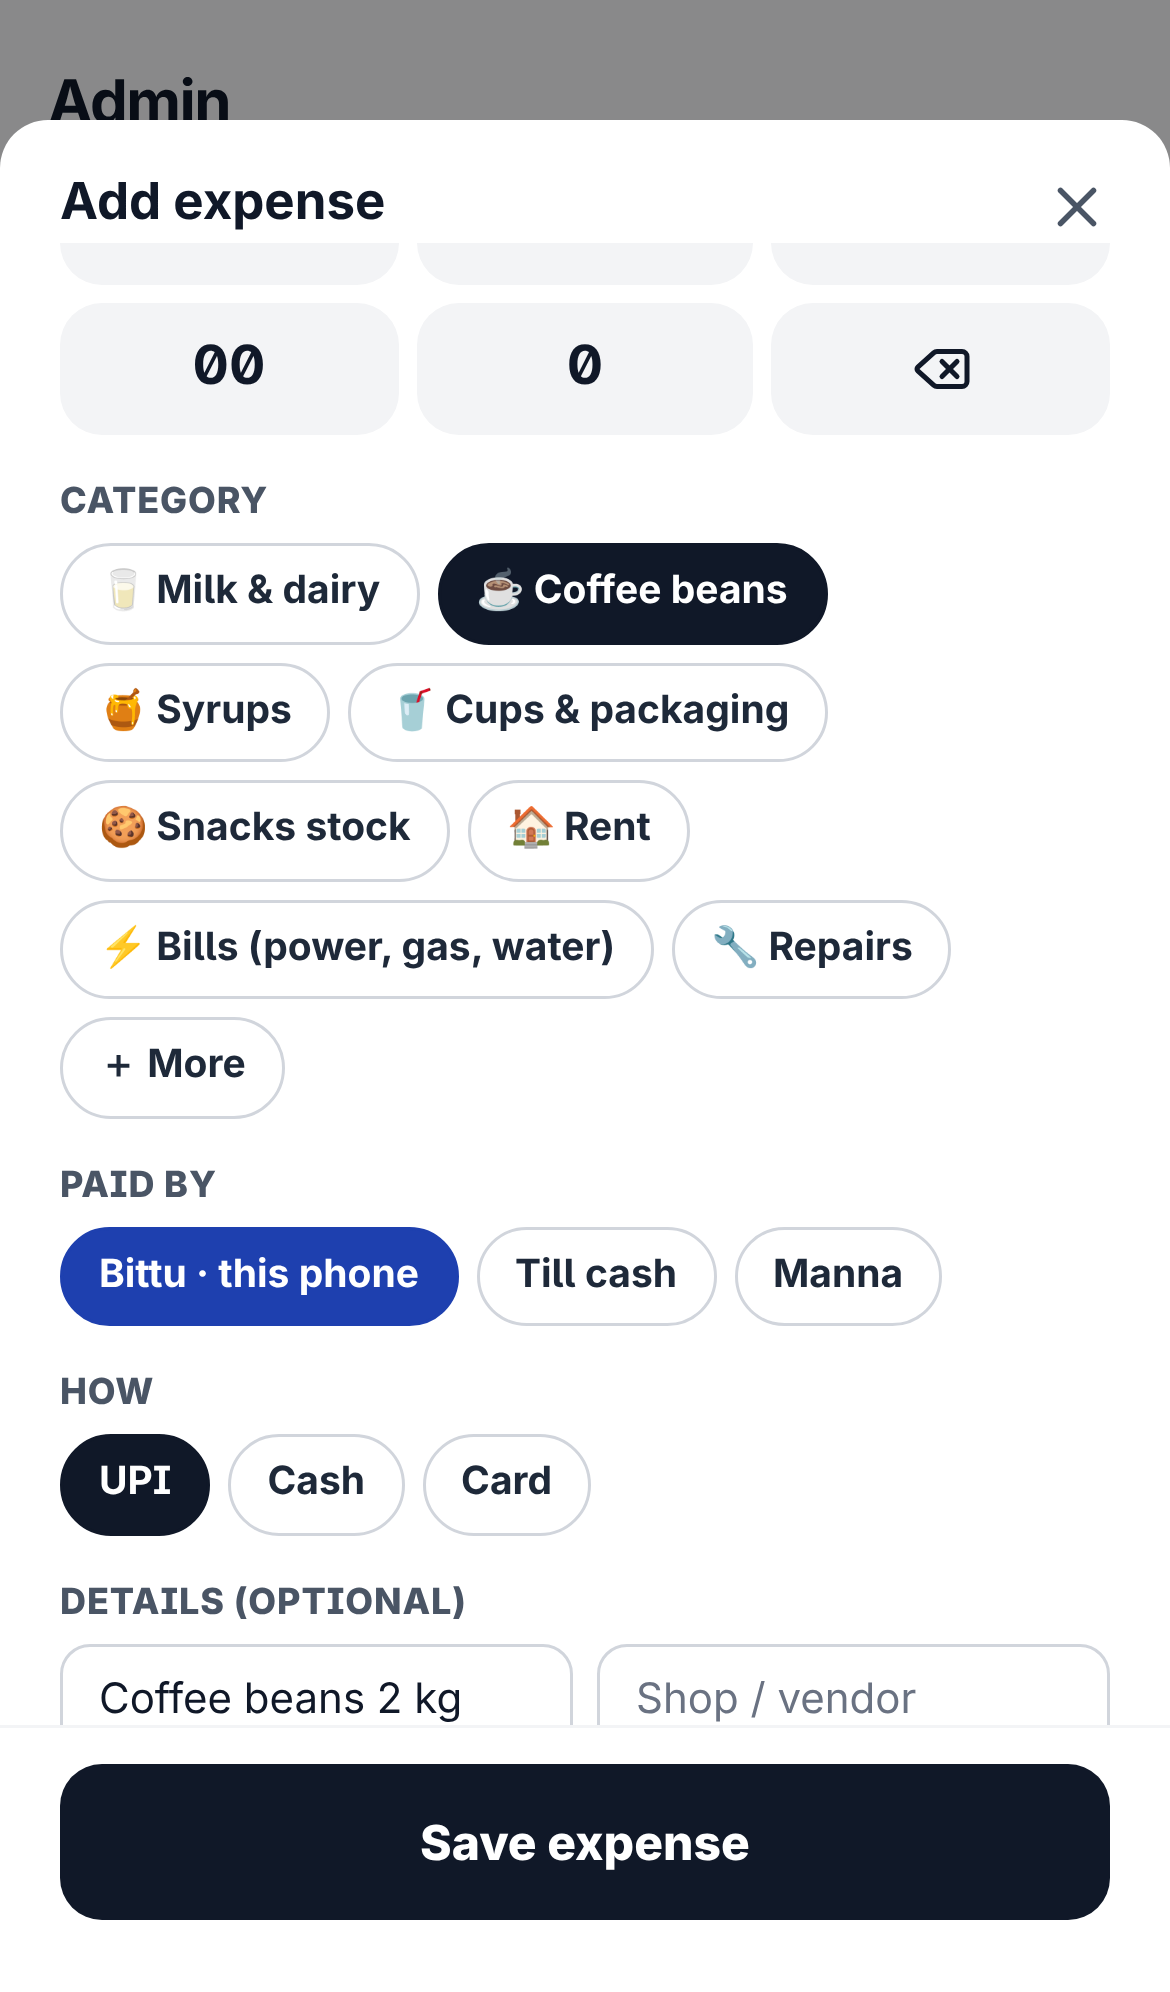 Admin
Add expense
00 0
CATEGORY
Milk & dairy Coffee beans
Syrups Cups & packaging
Snacks stock Rent
Bills (power, gas, water) Repairs
+ More
PAID BY
Bittu · this phone Till cash Manna
HOW
UPI Cash Card
DETAILS (OPTIONAL)
Coffee beans 2 kg Shop / vendor
Save expense